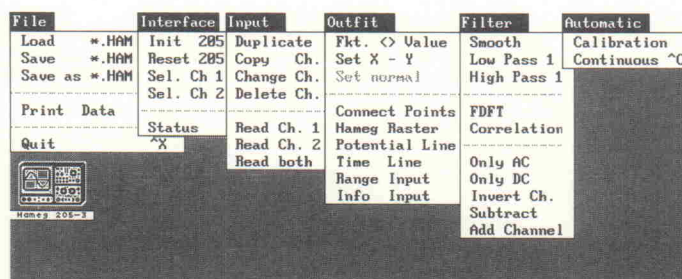 File
Load *.HAM
Save *.HAM
Save as *.HAM
Print Data
Quit ^X
Interface
Init 205
Reset 205
Sel. Ch 1
Sel. Ch 2
Status
Input
Duplicate
Copy Ch.
Change Ch.
Delete Ch.
Read Ch. 1
Read Ch. 2
Read both
Outfit
Fkt. <> Value
Set X - Y
Set normal
Connect Points
Hameg Raster
Potential Line
Time Line
Range Input
Info Input
Filter
Smooth
Low Pass 1
High Pass 1
FDFT
Correlation
Only AC
Only DC
Invert Ch.
Subtract
Add Channel
Automatic
Calibration
Continuous ^C
Hameg 205-3